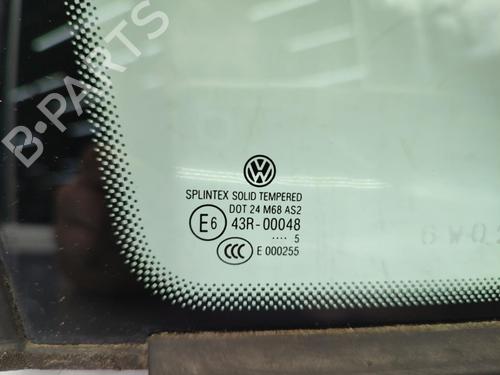 B-PARTS
SPLINTEX SOLID TEMPERED
DOT 24 M68 AS2
E6 43R-00048
.... 5
CCC E 000255